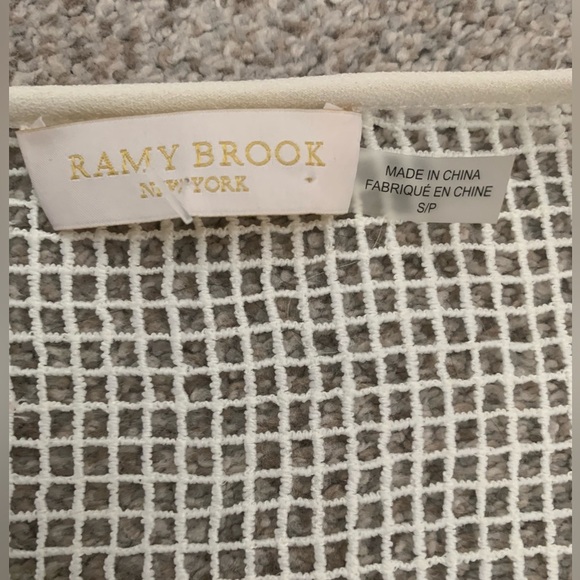 RAMY BROOK
NEW YORK
MADE IN CHINA
FABRIQUÉ EN CHINE
S/P